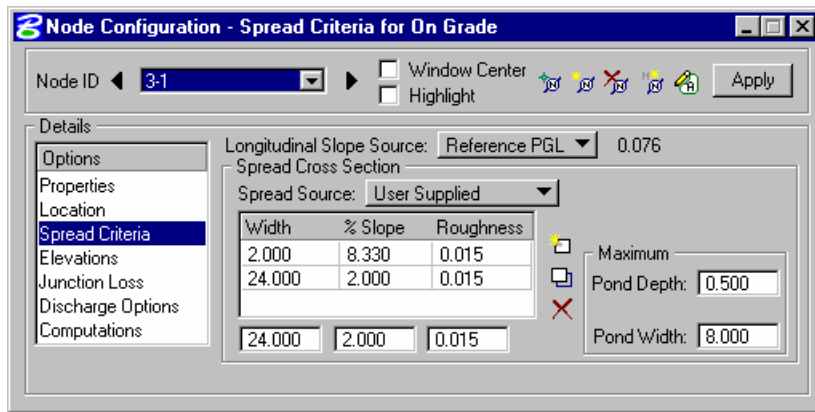 Node Configuration - Spread Criteria for On Grade
Node ID 3-1 Window Center
Highlight
Apply
Details
Options
Properties
Location
Spread Criteria
Elevations
Junction Loss
Discharge Options
Computations
Longitudinal Slope Source: Reference PGL 0.076
Spread Cross Section
Spread Source: User Supplied
Width % Slope Roughness
2.000 8.330 0.015
24.000 2.000 0.015
24.000 2.000 0.015
Maximum
Pond Depth: 0.500
Pond Width: 8.000